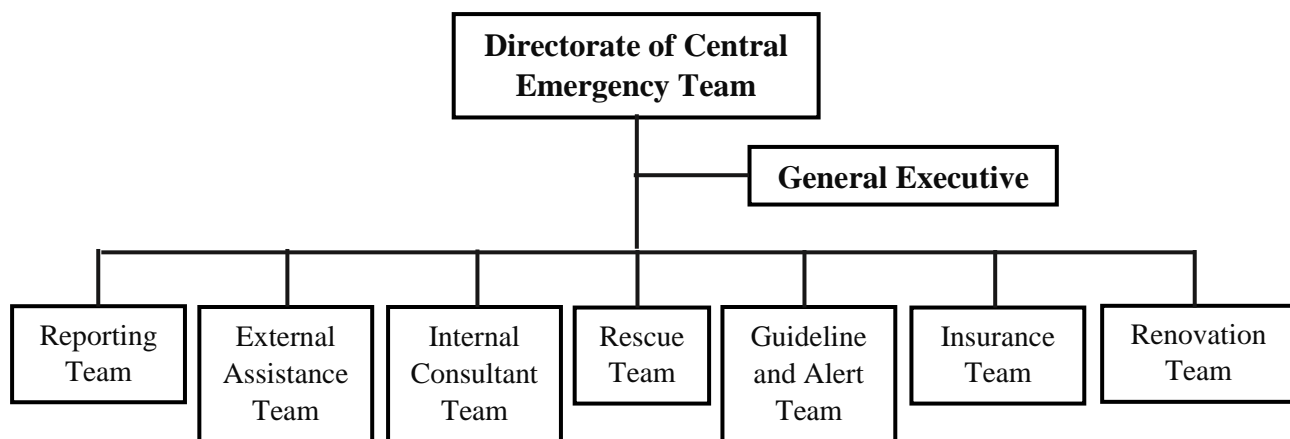 Directorate of Central
Emergency Team
General Executive
Reporting
Team
External
Assistance
Team
Internal
Consultant
Team
Rescue
Team
Guideline
and Alert
Team
Insurance
Team
Renovation
Team